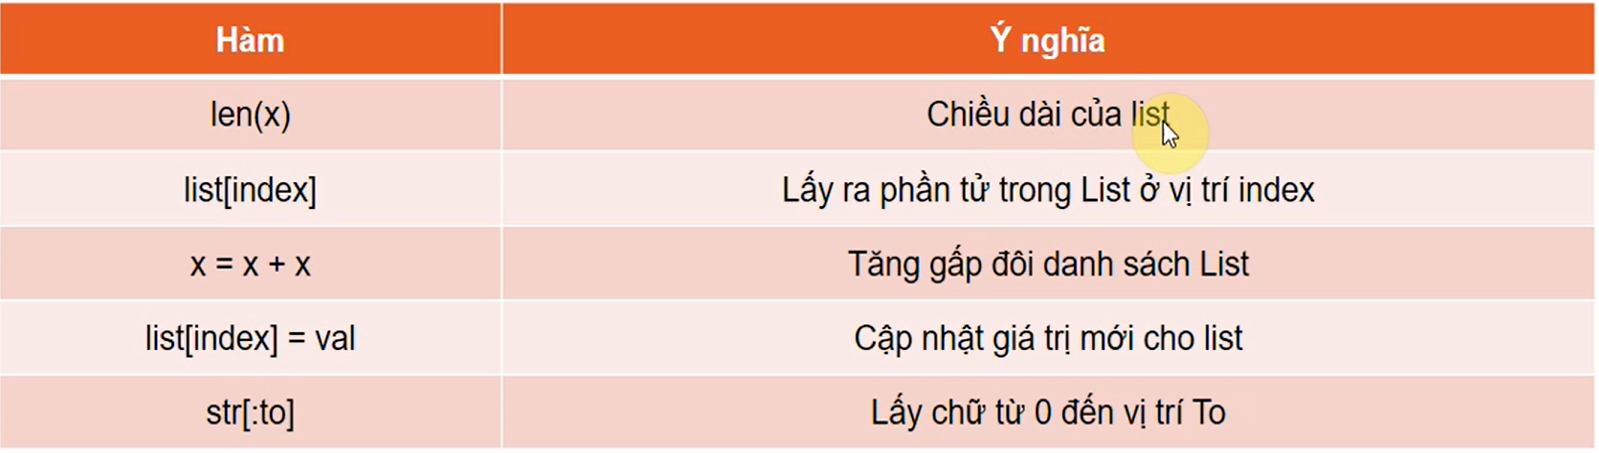 Hàm Ý nghĩa
len(x) Chiều dài của list
list[index] Lấy ra phần tử trong List ở vị trí index
x = x + x Tăng gấp đôi danh sách List
list[index] = val Cập nhật giá trị mới cho list
str[:to] Lấy chữ từ 0 đến vị trí To